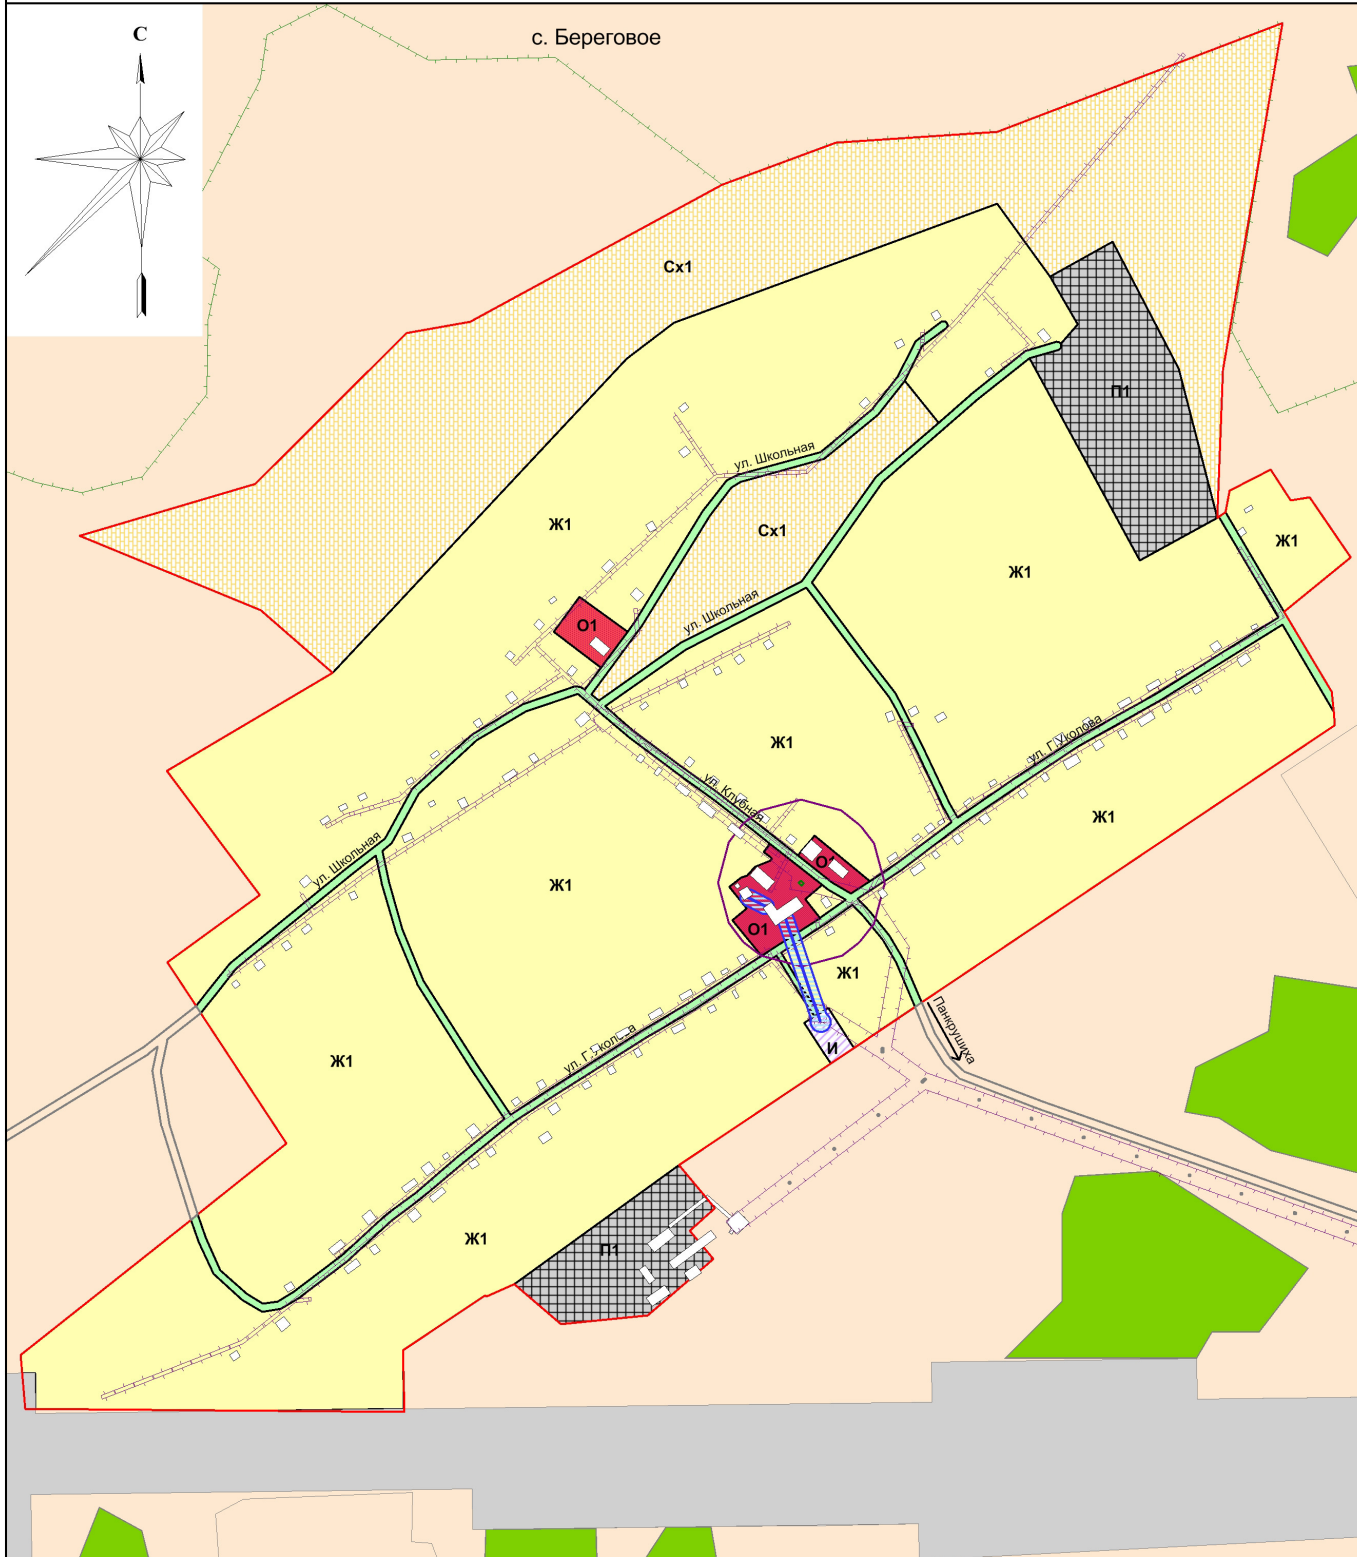 с. Береговое
С
Сх1
П1
ул. Школьная
Ж1
Сх1
Ж1
Ж1
ул. Школьная
О1
ул. Г.Уколова
Ж1
ул. Клубная
Ж1
ул. Школьная
О1
Ж1
О1
Ж1
Панкрушиха
ул. Г.Уколова
И
Ж1
Ж1
П1